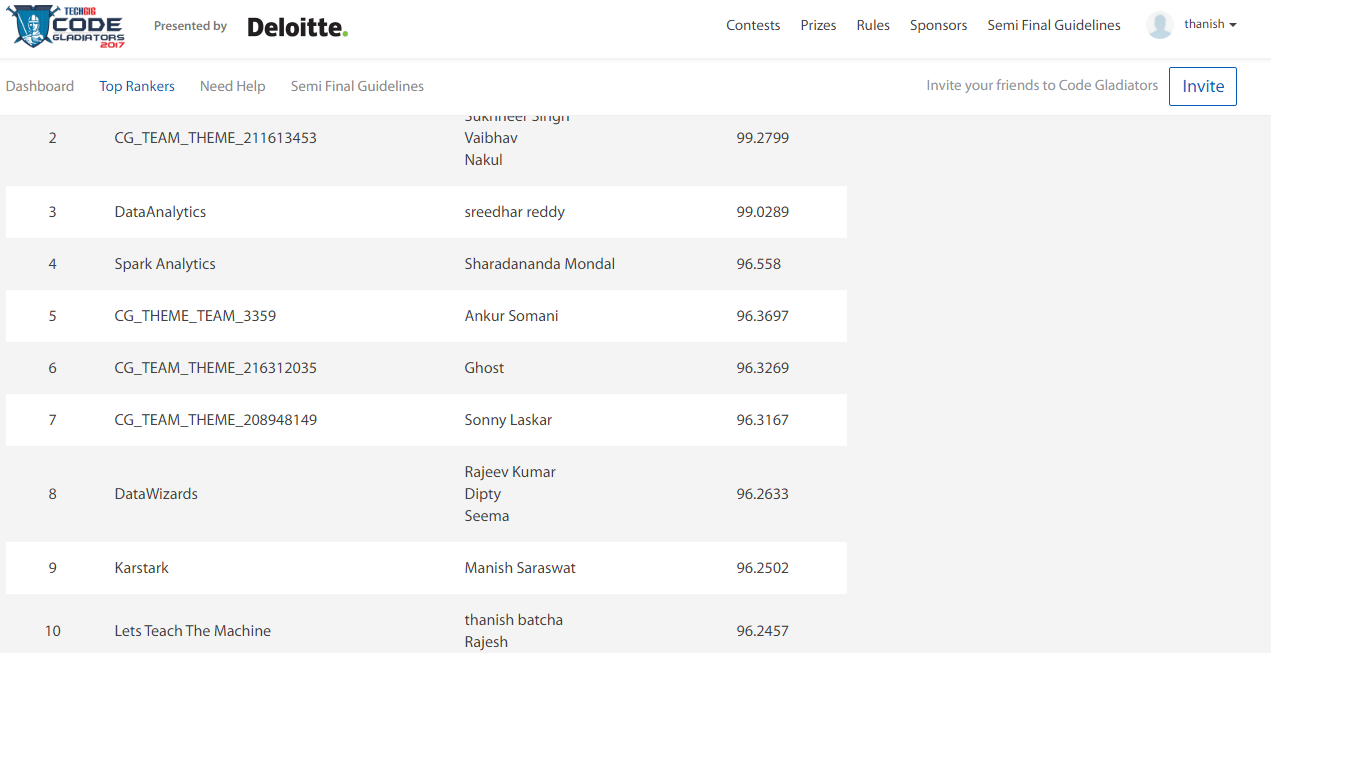 TECHGIG
CODE
GLADIATORS
2017
Presented by
Deloitte.
Contests Prizes Rules Sponsors Semi Final Guidelines thanish
Dashboard Top Rankers Need Help Semi Final Guidelines Invite your friends to Code Gladiators Invite
Sukhneer Singh
2 CG_TEAM_THEME_211613453 Vaibhav 99.2799
Nakul
3 DataAnalytics sreedhar reddy 99.0289
4 Spark Analytics Sharadananda Mondal 96.558
5 CG_THEME_TEAM_3359 Ankur Somani 96.3697
6 CG_TEAM_THEME_216312035 Ghost 96.3269
7 CG_TEAM_THEME_208948149 Sonny Laskar 96.3167
Rajeev Kumar
8 DataWizards Dipty 96.2633
Seema
9 Karstark Manish Saraswat 96.2502
thanish batcha
10 Lets Teach The Machine 96.2457
Rajesh